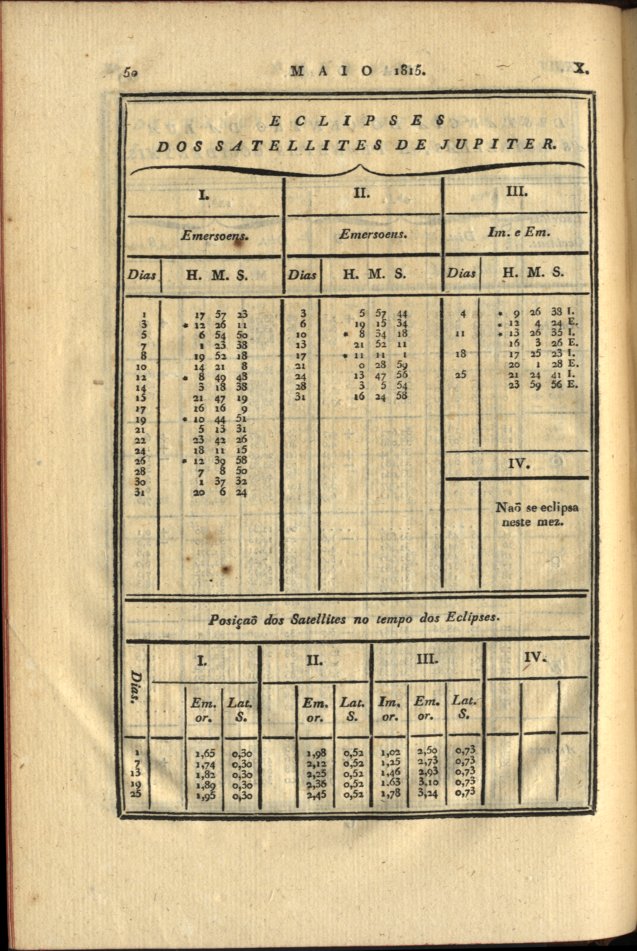 50 MAIO 1815. X.
ECLIPSES
DOS SATELLITES DE JUPITER.
I. II. III.
Emersoens. Emersoens. Im. e Em.
Dias H. M. S. Dias H. M. S. Dias H. M. S.
1 17 57 23 3 5 57 44 4 * 9 26 38 I.
3 * 12 26 11 6 19 15 34 * 12 4 24 E.
5 6 54 50 10 * 8 34 18 11 * 13 26 35 I.
7 1 23 38 13 21 52 11 16 3 26 E.
8 19 52 18 17 * 11 11 1 18 17 25 23 I.
10 14 21 8 21 0 28 59 20 1 28 E.
12 * 8 49 48 24 13 47 56 25 21 24 41 I.
14 3 18 38 28 3 5 54 23 59 56 E.
15 21 47 19 31 16 24 58
17 16 16 9
19 * 10 44 51
21 5 13 31
22 23 42 26
24 18 11 15
26 * 12 39 58
28 7 8 50
30 1 37 32
31 20 6 24
IV.
Naõ se eclipsa
neste mez.
Posiçaõ dos Satellites no tempo dos Eclipses.
Dias. I. II. III. IV.
Em. Lat. Em. Lat. Im. Em. Lat.
or. S. or. S. or. or. S.
1 1,65 0,30 1,98 0,52 1,02 2,50 0,73
7 1,74 0,30 2,12 0,52 1,25 2,73 0,73
13 1,82 0,30 2,25 0,52 1,46 2,93 0,73
19 1,89 0,30 2,36 0,52 1.63 3,10 0,73
25 1,95 0,30 2,45 0,52 1,78 3,24 0,73